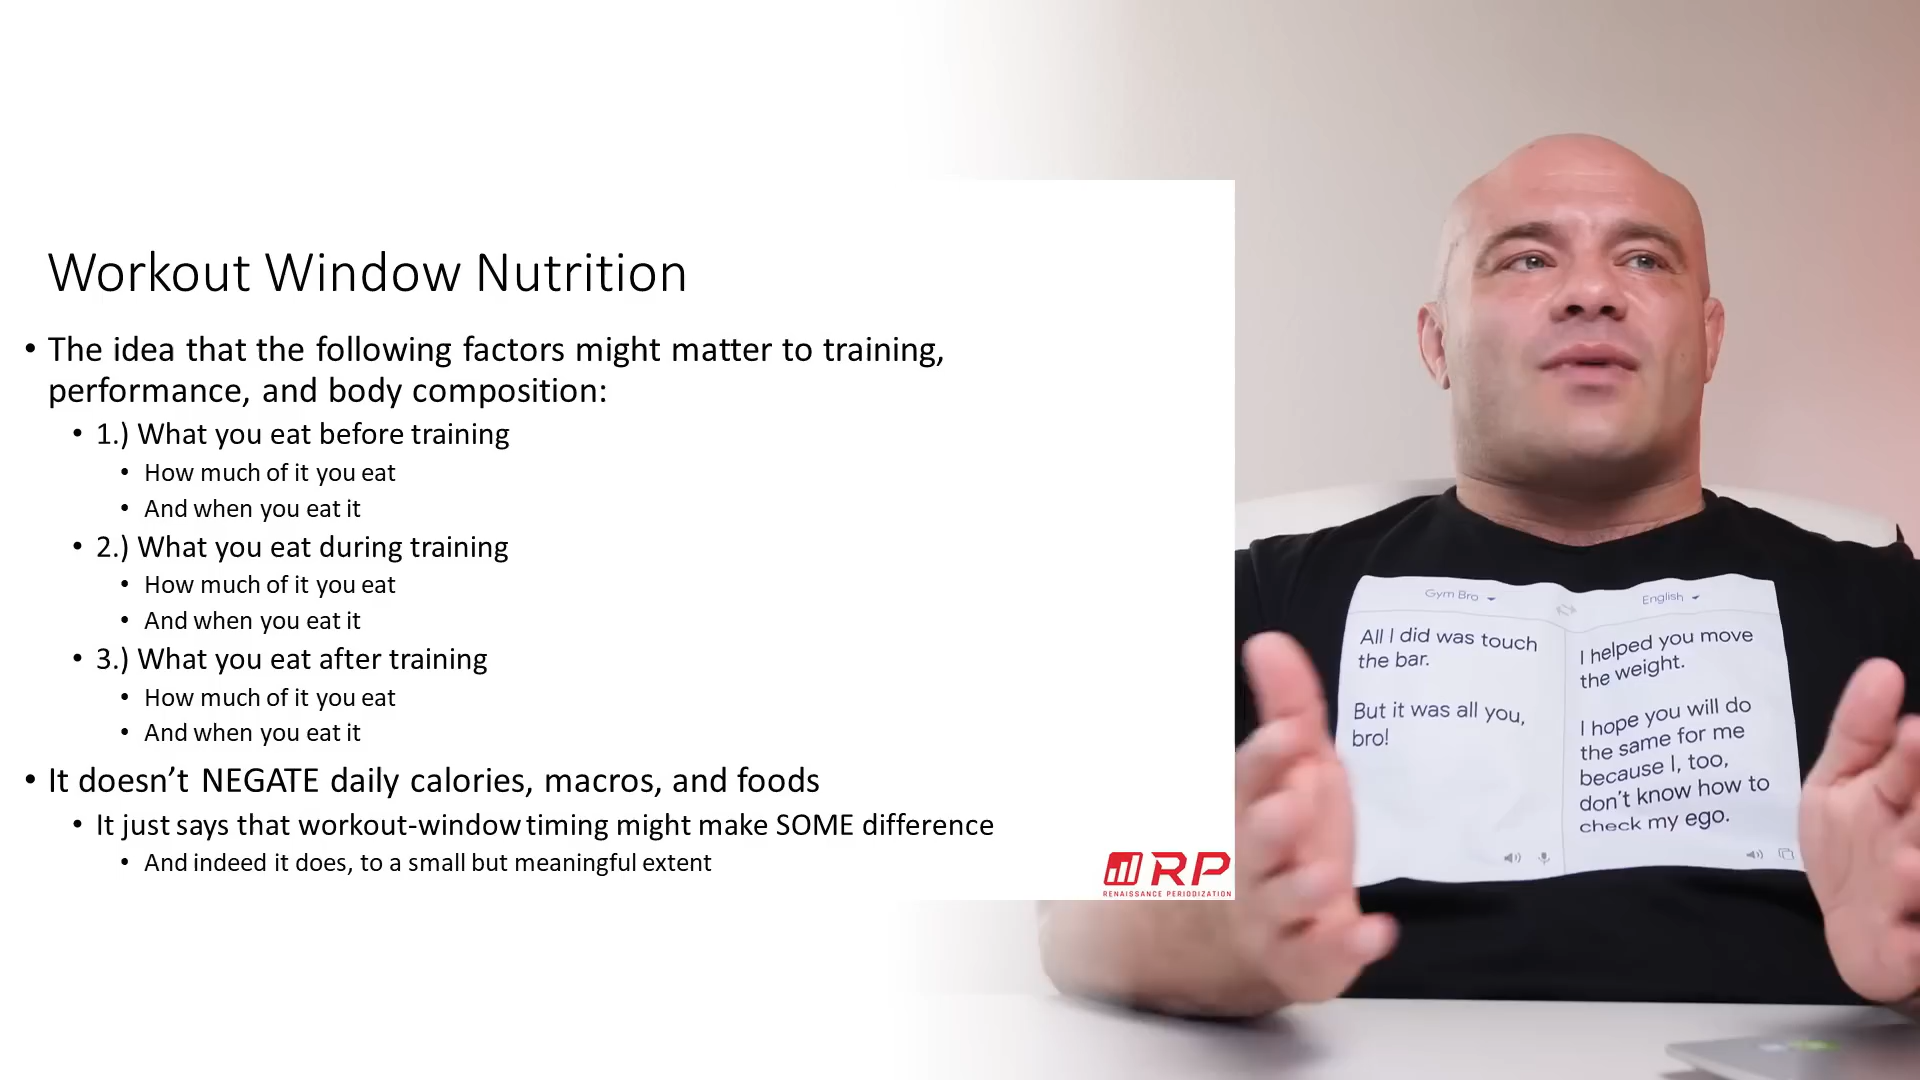 Workout Window Nutrition
• The idea that the following factors might matter to training,
performance, and body composition:
• 1.) What you eat before training
• How much of it you eat
• And when you eat it
• 2.) What you eat during training
• How much of it you eat
• And when you eat it
• 3.) What you eat after training
• How much of it you eat
• And when you eat it
• It doesn’t NEGATE daily calories, macros, and foods
• It just says that workout-window timing might make SOME difference
• And indeed it does, to a small but meaningful extent
RP
RENAISSANCE PERIODIZATION
Gym Bro
All I did was touch
the bar.
But it was all you,
bro!
English
I helped you move
the weight.
I hope you will do
the same for me
because I, too,
don’t know how to
check my ego.